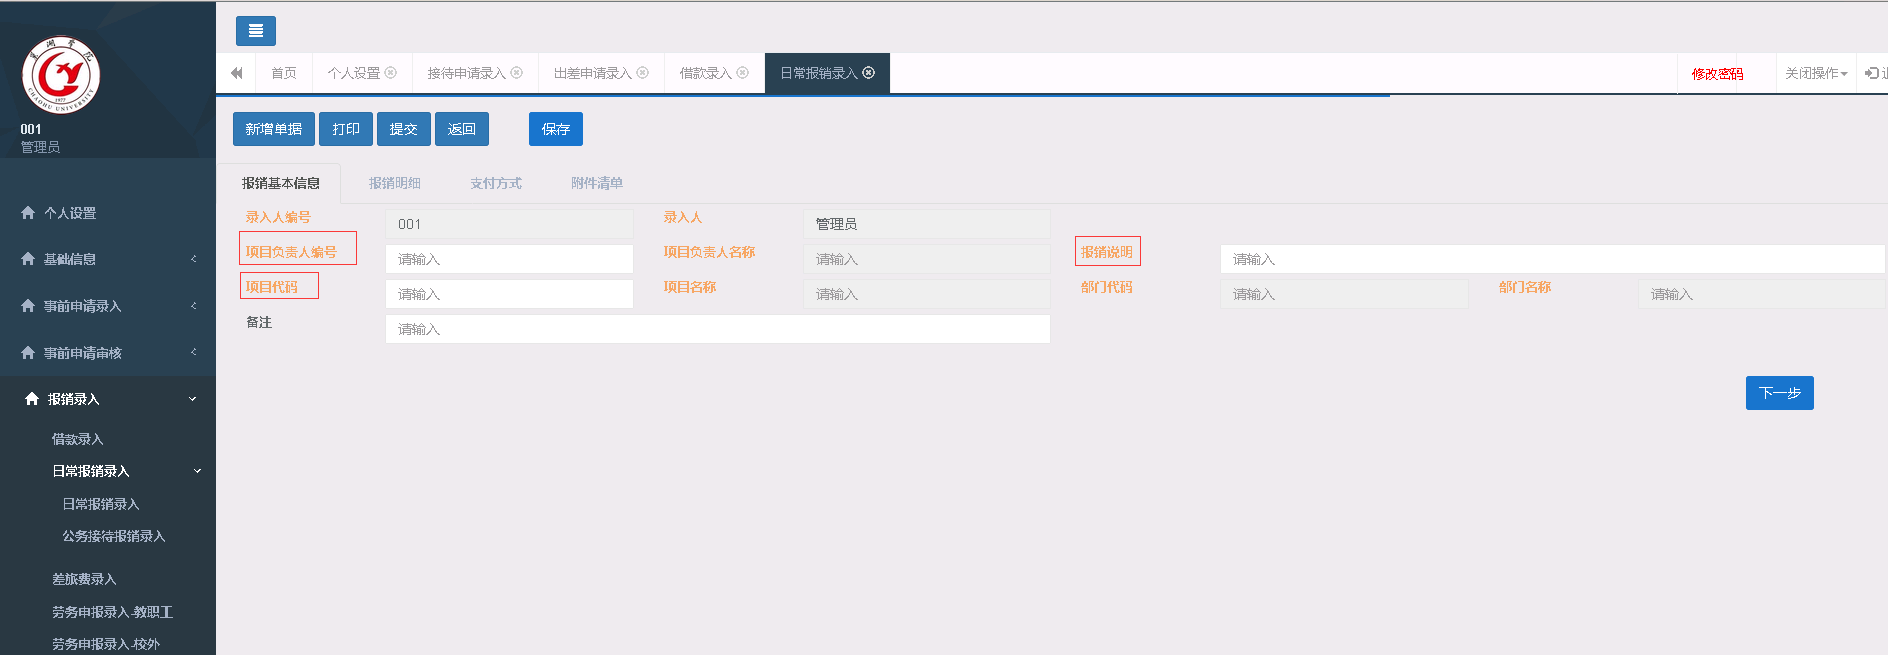 巢湖学院
1977
CHAOHU UNIVERSITY
001
管理员
个人设置
基础信息
事前申请录入
事前申请审核
报销录入
借款录入
日常报销录入
日常报销录入
公务接待报销录入
差旅费录入
劳务申报录入-教职工
劳务申报录入-校外
首页 个人设置 接待申请录入 出差申请录入 借款录入 日常报销录入 修改密码 关闭操作
新增单据 打印 提交 返回 保存
报销基本信息 报销明细 支付方式 附件清单
录入人编号 001 录入人 管理员
项目负责人编号 请输入 项目负责人名称 请输入 报销说明 请输入
项目代码 请输入 项目名称 请输入 部门代码 请输入 部门名称 请输入
备注 请输入
下一步